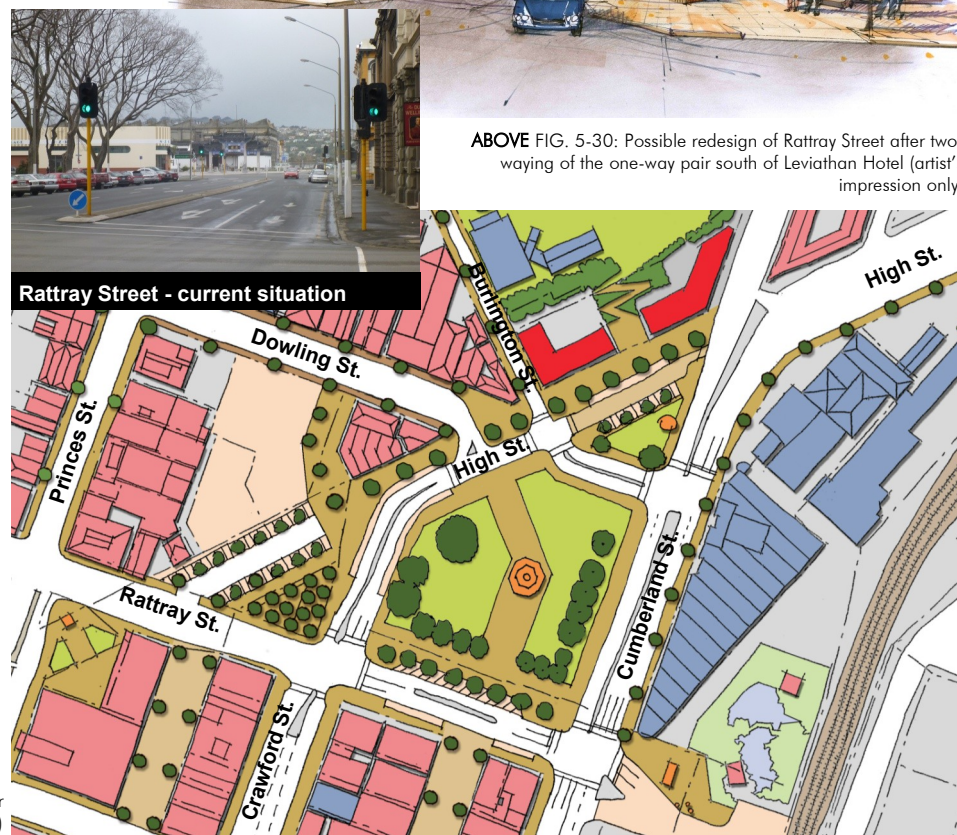 ABOVE FIG. 5-30: Possible redesign of Rattray Street after two
waying of the one-way pair south of Leviathan Hotel (artist'
impression only
Rattray Street - current situation
High St.
Burlington St.
Dowling St.
Princes St.
High St.
Rattray St.
Cumberland St.
Crawford St.